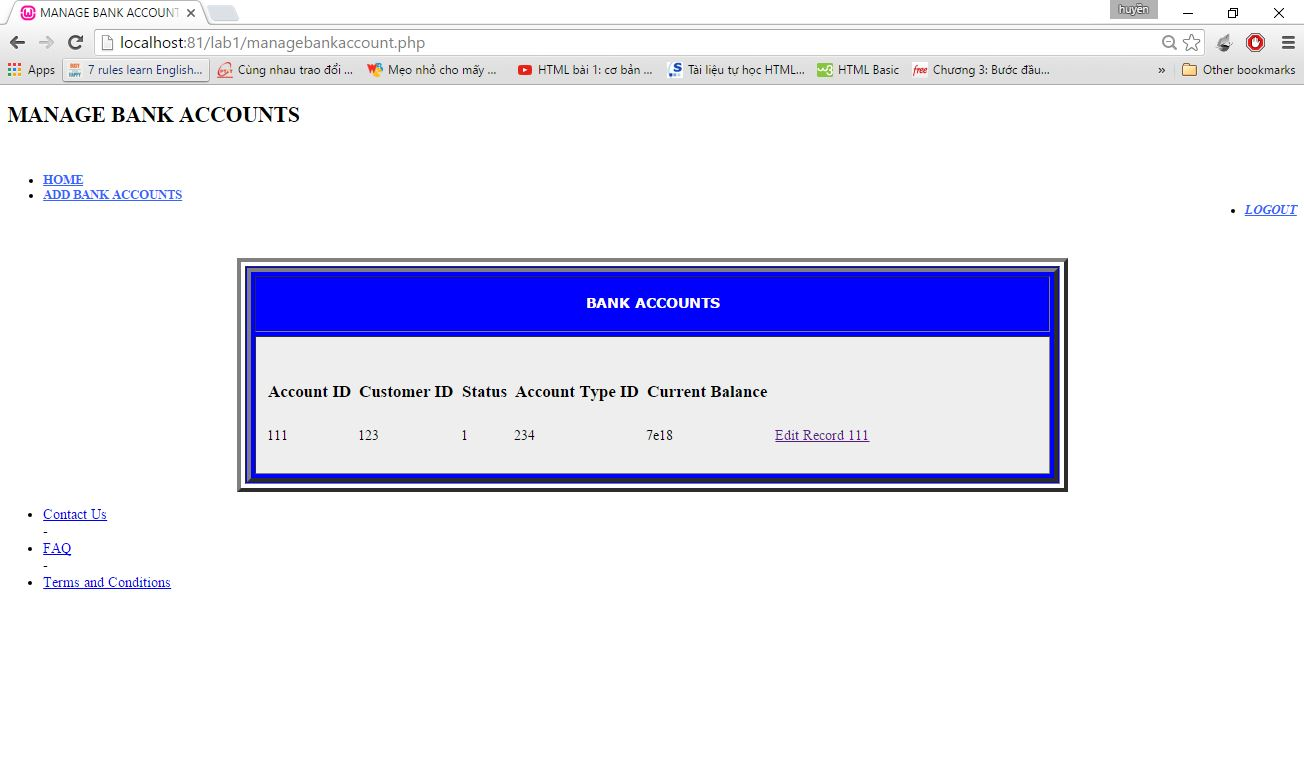 MANAGE BANK ACCOUNT
huyền
localhost:81/lab1/managebankaccount.php
Apps 7 rules learn English... Cùng nhau trao đổi ... Mẹo nhỏ cho mấy ... HTML bài 1: cơ bản ... Tài liệu tự học HTML... HTML Basic Chương 3: Bước đầu... » Other bookmarks
MANAGE BANK ACCOUNTS
HOME
ADD BANK ACCOUNTS
LOGOUT
BANK ACCOUNTS
Account ID Customer ID Status Account Type ID Current Balance
111 123 1 234 7e18 Edit Record 111
Contact Us
-
FAQ
-
Terms and Conditions